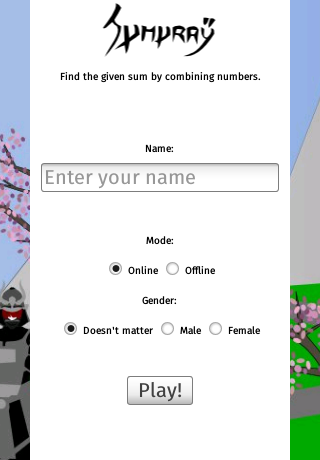 Sumuraÿ
Find the given sum by combining numbers.
Name:
Enter your name
Mode:
Online Offline
Gender:
Doesn't matter Male Female
Play!